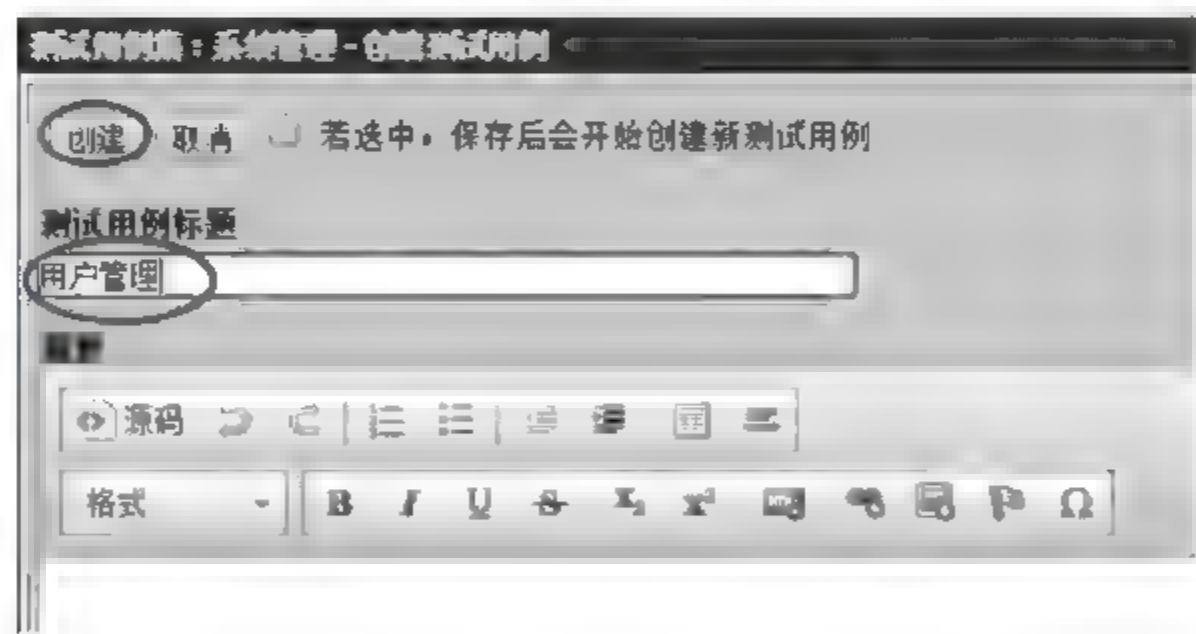 测试用例集：系统管理-创建测试用例
创建 取消 若选中，保存后会开始创建新测试用例
测试用例标题
用户管理
源码
格式 B I U S X₂ x² Ω